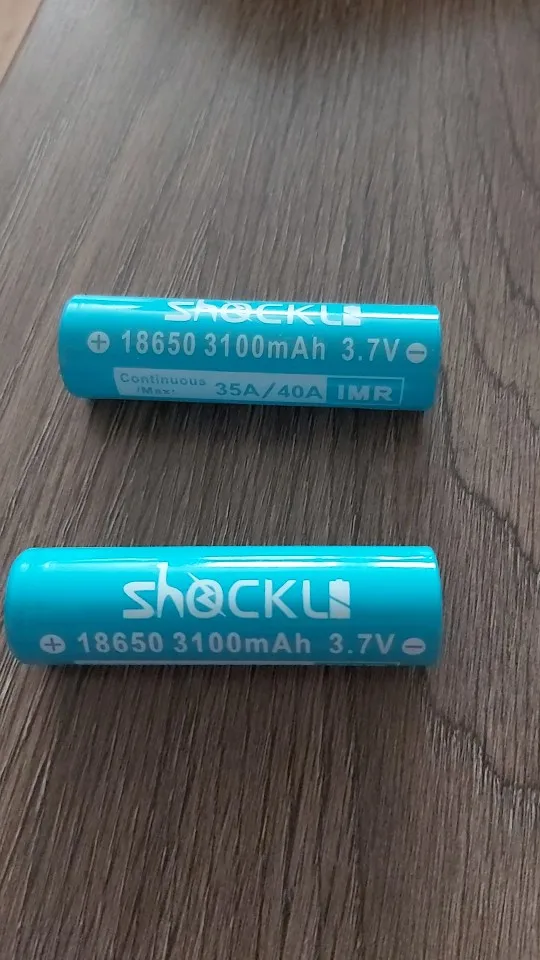 ShOCKLi
+ 18650 3100mAh 3.7V -
Continuous /Max: 35A/40A IMR
ShOCKLi
+ 18650 3100mAh 3.7V -